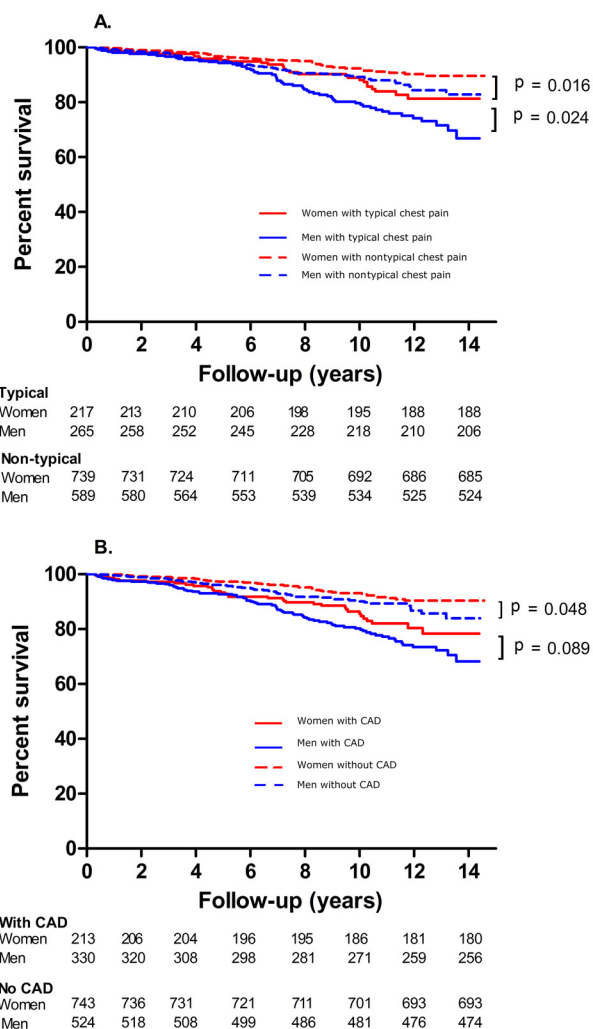 A.
100
80
60
40
20
0
Percent survival
p = 0.016
p = 0.024
Women with typical chest pain
Men with typical chest pain
Women with nontypical chest pain
Men with nontypical chest pain
0 2 4 6 8 10 12 14
Follow-up (years)
Typical
Women 217 213 210 206 198 195 188 188
Men 265 258 252 245 228 218 210 206
Non-typical
Women 739 731 724 711 705 692 686 685
Men 589 580 564 553 539 534 525 524
B.
100
80
60
40
20
0
Percent survival
p = 0.048
p = 0.089
Women with CAD
Men with CAD
Women without CAD
Men without CAD
0 2 4 6 8 10 12 14
Follow-up (years)
With CAD
Women 213 206 204 196 195 186 181 180
Men 330 320 308 298 281 271 259 256
No CAD
Women 743 736 731 721 711 701 693 693
Men 524 518 508 499 486 481 476 474